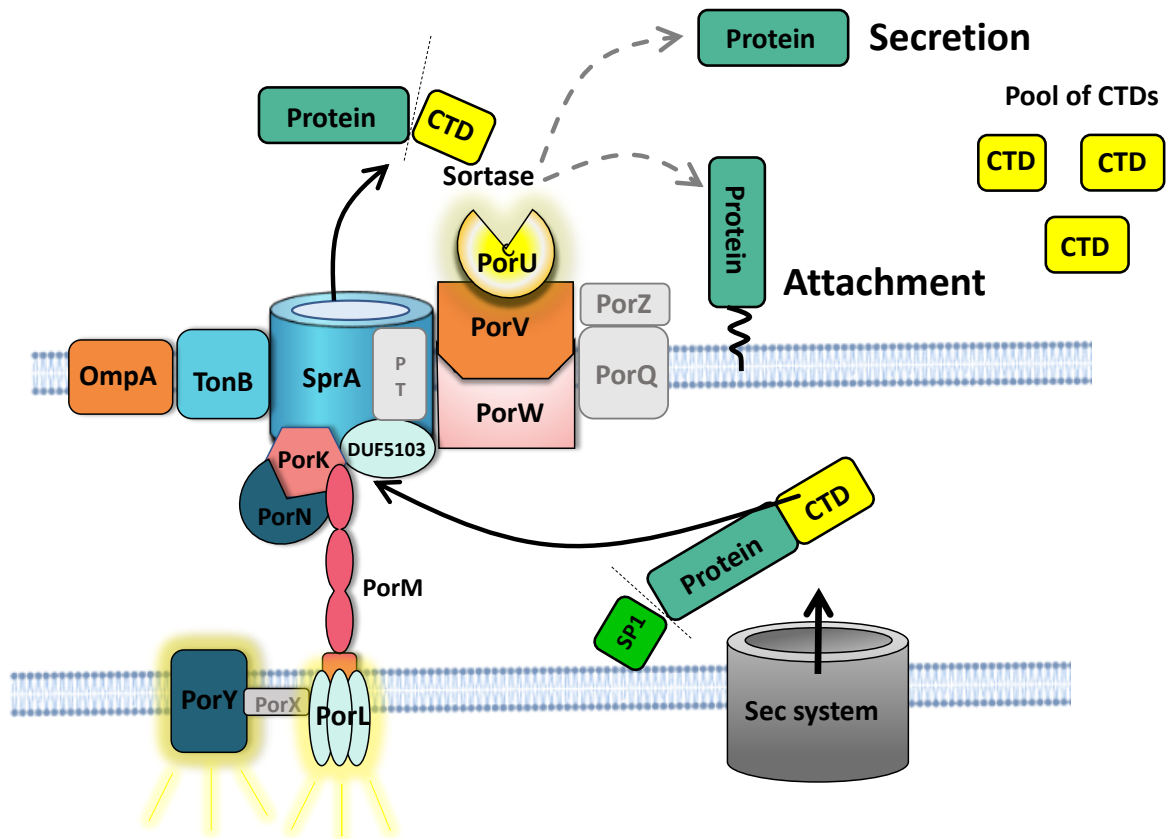 Protein
Secretion
Pool of CTDs
Protein
CTD
Sortase
CTD
CTD
CTD
Protein
Attachment
PorU
PorV
PorZ
OmpA
TonB
SprA
P
T
PorQ
PorW
DUF5103
PorK
PorN
PorM
CTD
Protein
SP1
PorY
PorX
PorL
Sec system